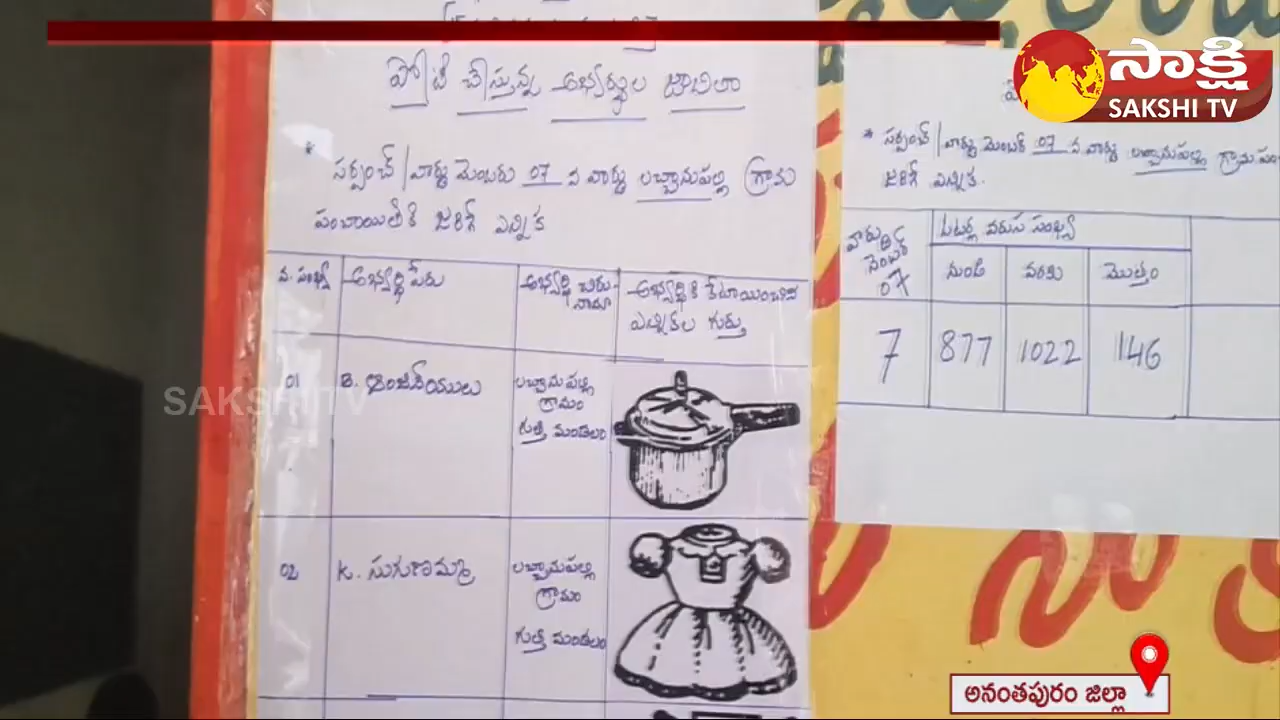 పోటీ చేస్తున్న అభ్యర్థుల జాబితా
* సర్పంచ్ / వార్డు మెంబరు 07 వ వార్డు లచ్చానుపల్లి గ్రామ
పంచాయితీకి జరిగే ఎన్నిక
వ. సంఖ్య
అభ్యర్థి పేరు
అభ్యర్థి చిరు-
నామా
అభ్యర్థికి కేటాయించిన
ఎన్నికల గుర్తు
01
B. ఆంజనేయులు
లచ్చానుపల్లి
గ్రామం
గుత్తి మండలం
02
K. సుగుణమ్మ
లచ్చానుపల్లి
గ్రామం
గుత్తి మండలం
సాక్షి
SAKSHI TV
* సర్పంచ్ / వార్డు మెంబర్ 07 వ వార్డు లచ్చానుపల్లి గ్రామ పం
జరిగే ఎన్నిక.
వార్డు
నెంబర్
07
ఓటర్ల వరుస సంఖ్య
నుండి
వరకు
మొత్తం
7
877
1022
146
SAKSHI TV
అనంతపురం జిల్లా